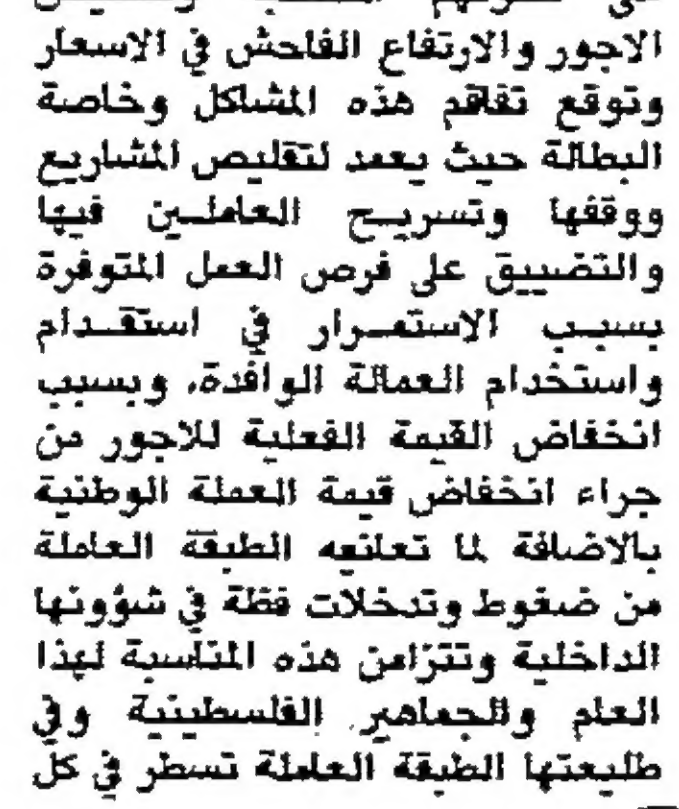 الاجور والارتفاع الفاحش في الاسعار
وتوقع تفاقم هذه المشاكل وخاصة
البطالة حيث يعمد لتقليص المشاريع
ووقفها وتسريح العاملين فيها
والتضييق على فرص العمل المتوفرة
بسبب الاستمرار في استقدام
واستخدام العمالة الوافدة، وبسبب
انخفاض القيمة الفعلية للاجور من
جراء انخفاض قيمة العملة الوطنية
بالاضافة لما تعانيه الطبقة العاملة
من ضغوط وتدخلات فظة في شؤونها
الداخلية وتتزامن هذه المناسبة لهذا
العام والجماهير الفلسطينية وفي
طليعتها الطبقة العاملة تسطر في كل